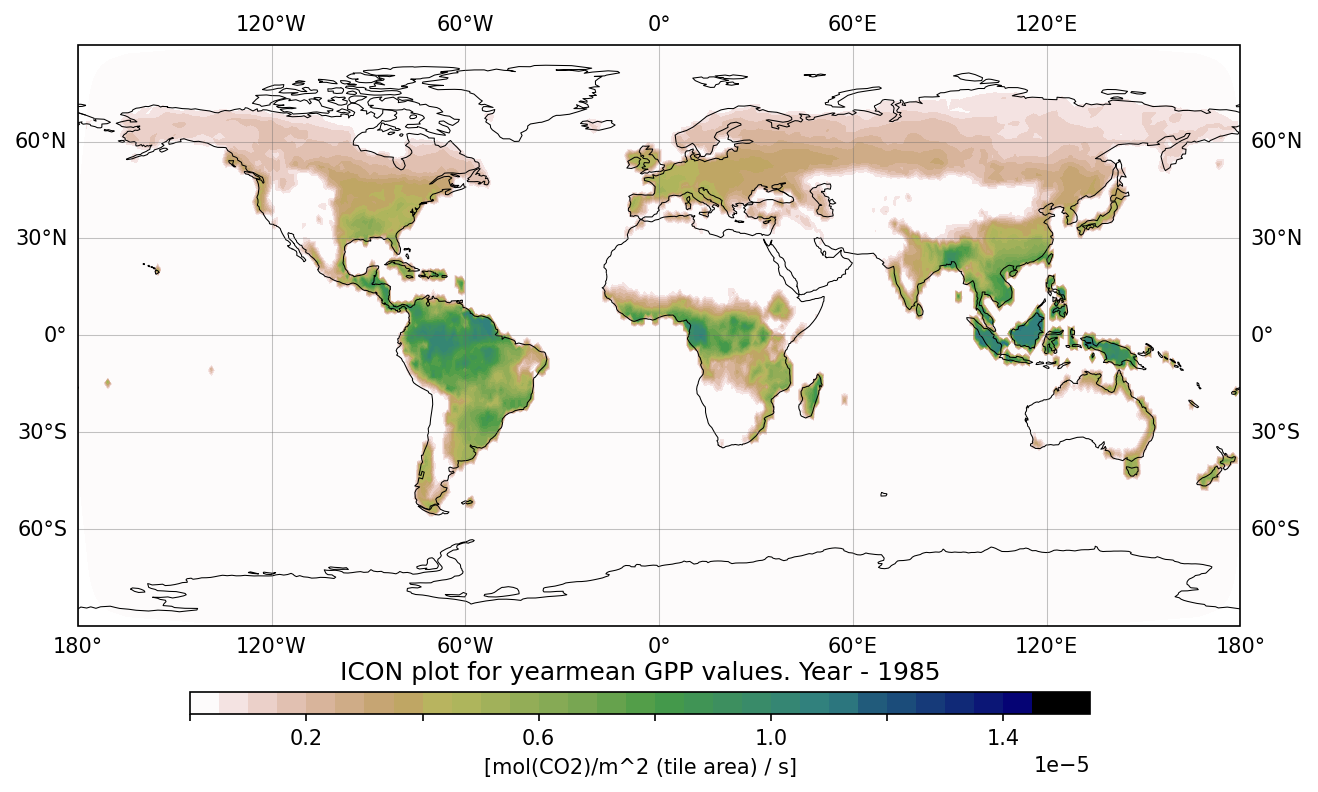 120°W 60°W 0° 60°E 120°E
60°N 60°N
30°N 30°N
0° 0°
30°S 30°S
60°S 60°S
180° 120°W 60°W 0° 60°E 120°E 180°
ICON plot for yearmean GPP values. Year - 1985
0.2 0.6 1.0 1.4
[mol(CO2)/m^2 (tile area) / s] 1e−5